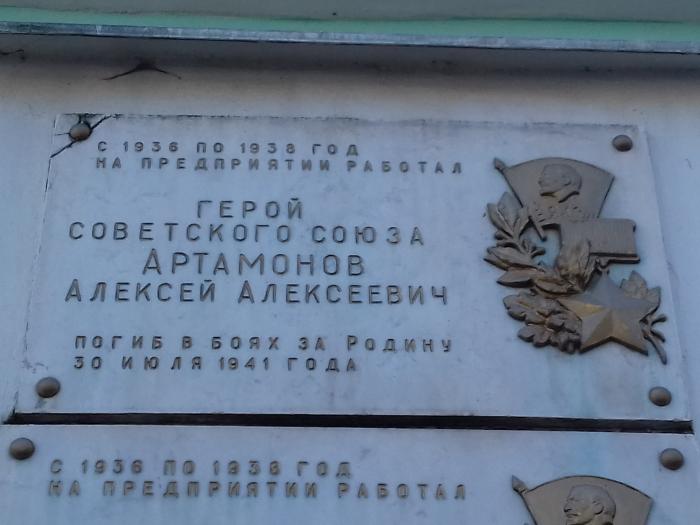 С 1936 ПО 1938 ГОД
НА ПРЕДПРИЯТИИ РАБОТАЛ
ГЕРОЙ
СОВЕТСКОГО СОЮЗА
АРТАМОНОВ
АЛЕКСЕЙ АЛЕКСЕЕВИЧ
ПОГИБ В БОЯХ ЗА РОДИНУ
30 ИЮЛЯ 1941 ГОДА
С 1936 ПО 1938 ГОД
НА ПРЕДПРИЯТИИ РАБОТАЛ